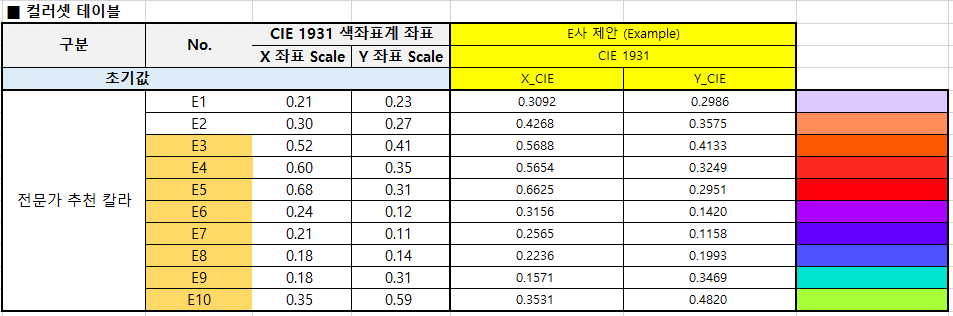 ■ 컬러셋 테이블
구분 No. CIE 1931 색좌표계 좌표 E사 제안 (Example)
X 좌표 Scale Y 좌표 Scale CIE 1931
초기값 X_CIE Y_CIE
E1 0.21 0.23 0.3092 0.2986
E2 0.30 0.27 0.4268 0.3575
E3 0.52 0.41 0.5688 0.4133
E4 0.60 0.35 0.5654 0.3249
전문가 추천 칼라 E5 0.68 0.31 0.6625 0.2951
E6 0.24 0.12 0.3156 0.1420
E7 0.21 0.11 0.2565 0.1158
E8 0.18 0.14 0.2236 0.1993
E9 0.18 0.31 0.1571 0.3469
E10 0.35 0.59 0.3531 0.4820